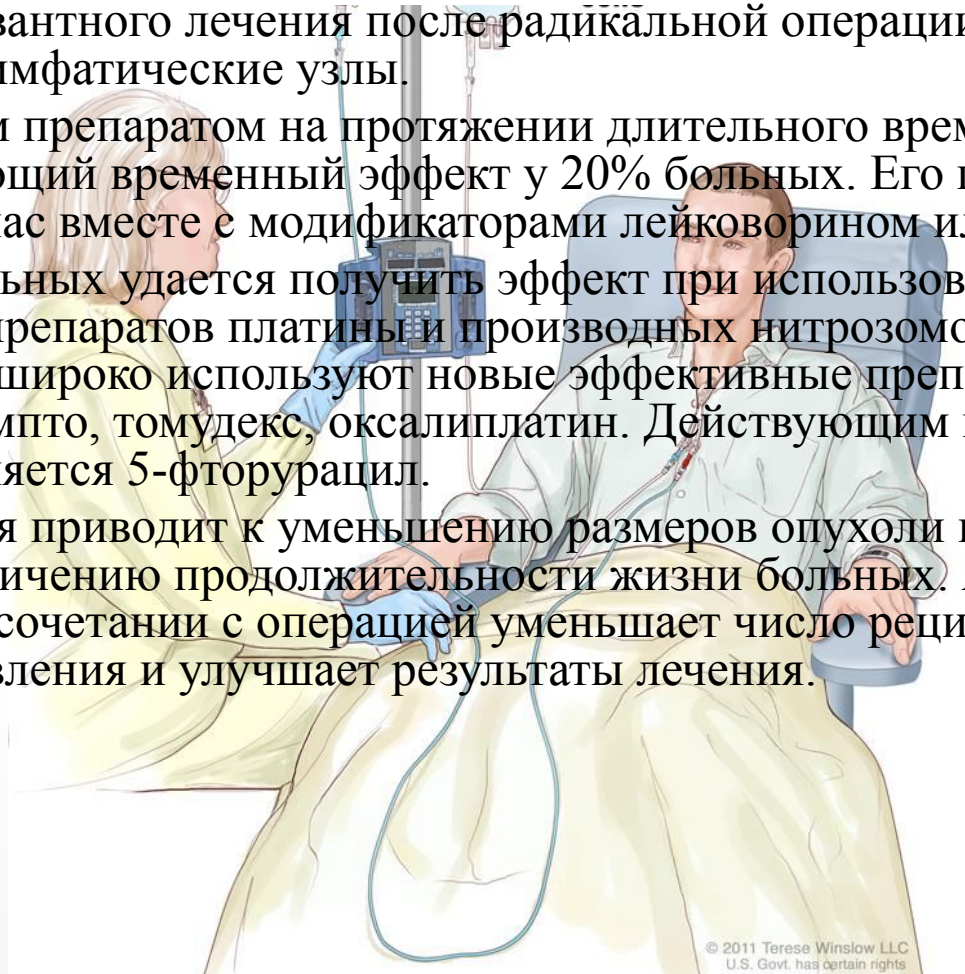 вантного лечения после радикальной операции
имфатические узлы.
м препаратом на протяжении длительного врем
ющий временный эффект у 20% больных. Его
час вместе с модификаторами лейковорином ил
льных удается получить эффект при использов
препаратов платины и производных нитрозомо
широко используют новые эффективные преп
мпто, томудекс, оксалиплатин. Действующим
ляется 5-фторурацил.
я приводит к уменьшению размеров опухоли
ичению продолжительности жизни больных.
сочетании с операцией уменьшает число реци
вления и улучшает результаты лечения.
© 2011 Terese Winslow LLC
U.S. Govt. has certain rights